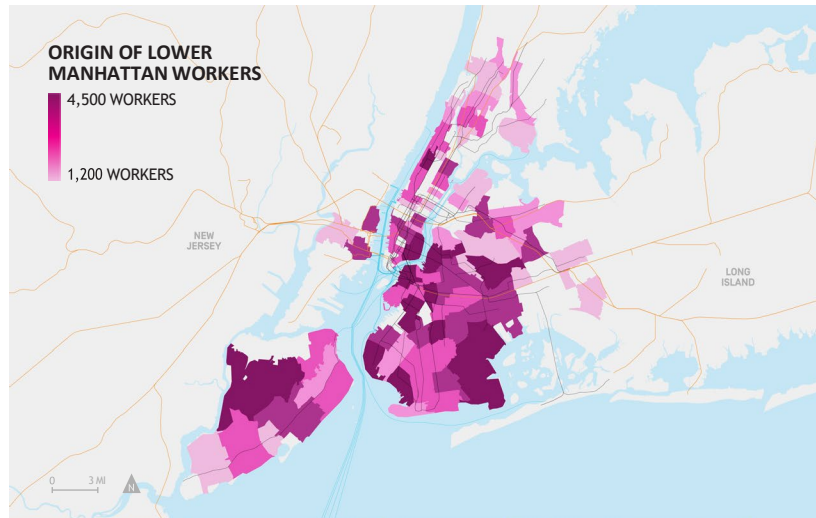 ORIGIN OF LOWER
MANHATTAN WORKERS
4,500 WORKERS
1,200 WORKERS
NEW
JERSEY
LONG
ISLAND
0 3 MI
N